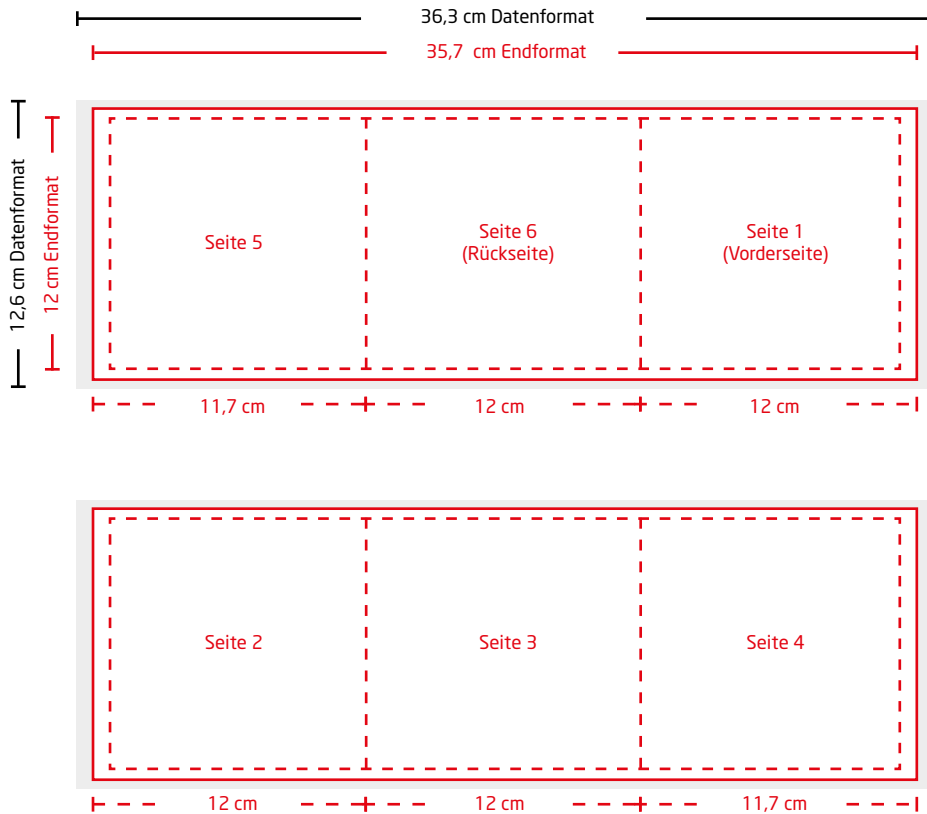 36,3 cm Datenformat
35,7 cm Endformat
12,6 cm Datenformat
12 cm Endformat
Seite 5
Seite 6
(Rückseite)
Seite 1
(Vorderseite)
11,7 cm
12 cm
12 cm
Seite 2
Seite 3
Seite 4
12 cm
12 cm
11,7 cm